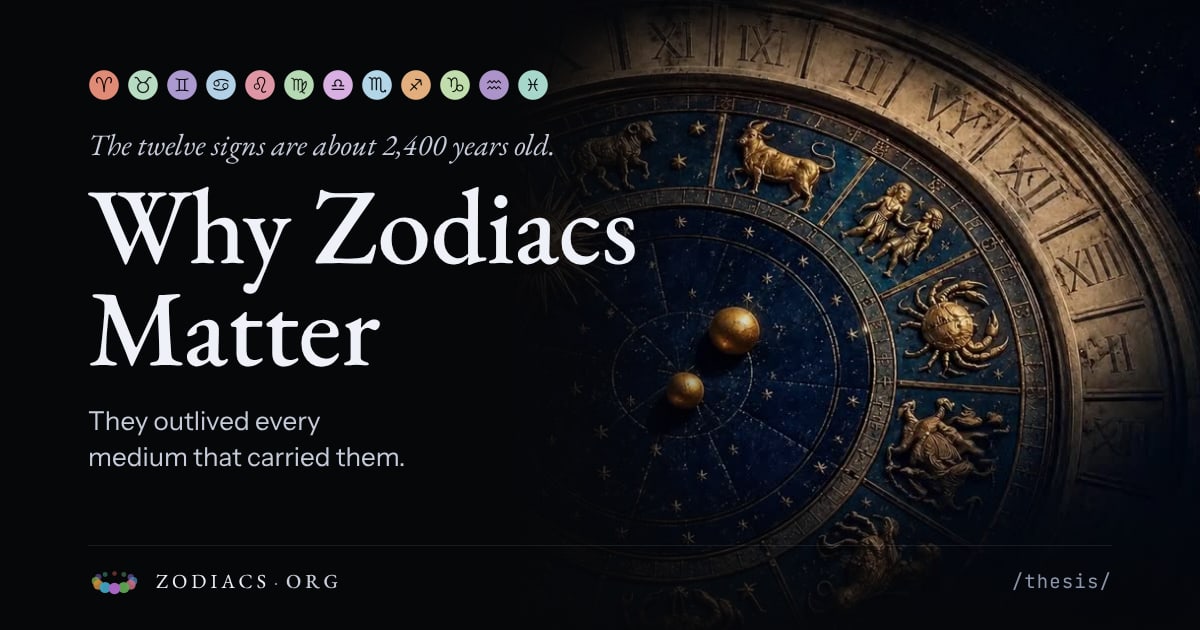 ♈ ♉ ♊ ♋ ♌ ♍ ♎ ♏ ♐ ♑ ♒ ♓
The twelve signs are about 2,400 years old.
Why Zodiacs
Matter
They outlived every
medium that carried them.
ZODIACS·ORG
/thesis/